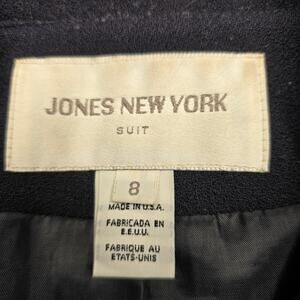 JONES NEW YORK
SUIT
8
MADE IN U.S.A.
FABRICADA EN
E.E.U.U.
FABRIQUE AU
ETATS-UNIS